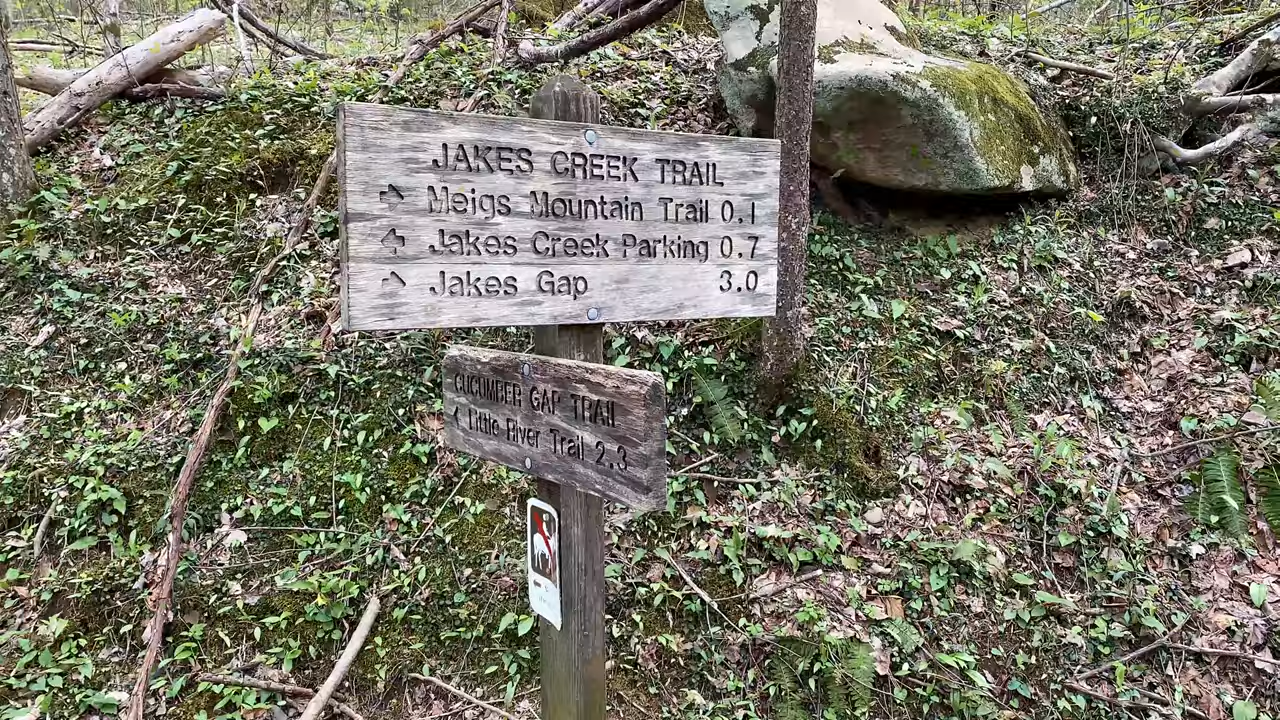 JAKES CREEK TRAIL
→ Meigs Mountain Trail 0.1
← Jakes Creek Parking 0.7
→ Jakes Gap 3.0
CUCUMBER GAP TRAIL
< Little River Trail 2.3